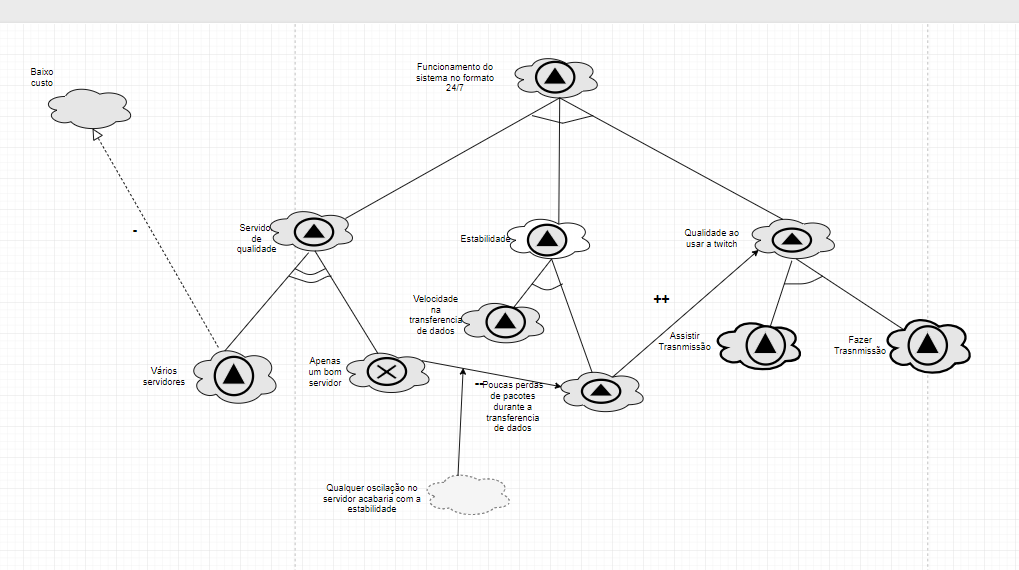 Baixo
custo
Funcionamento do
sistema no formato
24/7
-
Servido
de
qualidade
Estabilidade
Qualidade ao
usar a twitch
Velocidade
na
transferencia
de dados
++
Assistir
Trasnmissão
Fazer
Trasnmissão
Vários
servidores
Apenas
um bom
servidor
--
Poucas perdas
de pacotes
durante a
transferencia
de dados
Qualquer oscilação no
servidor acabaria com a
estabilidade